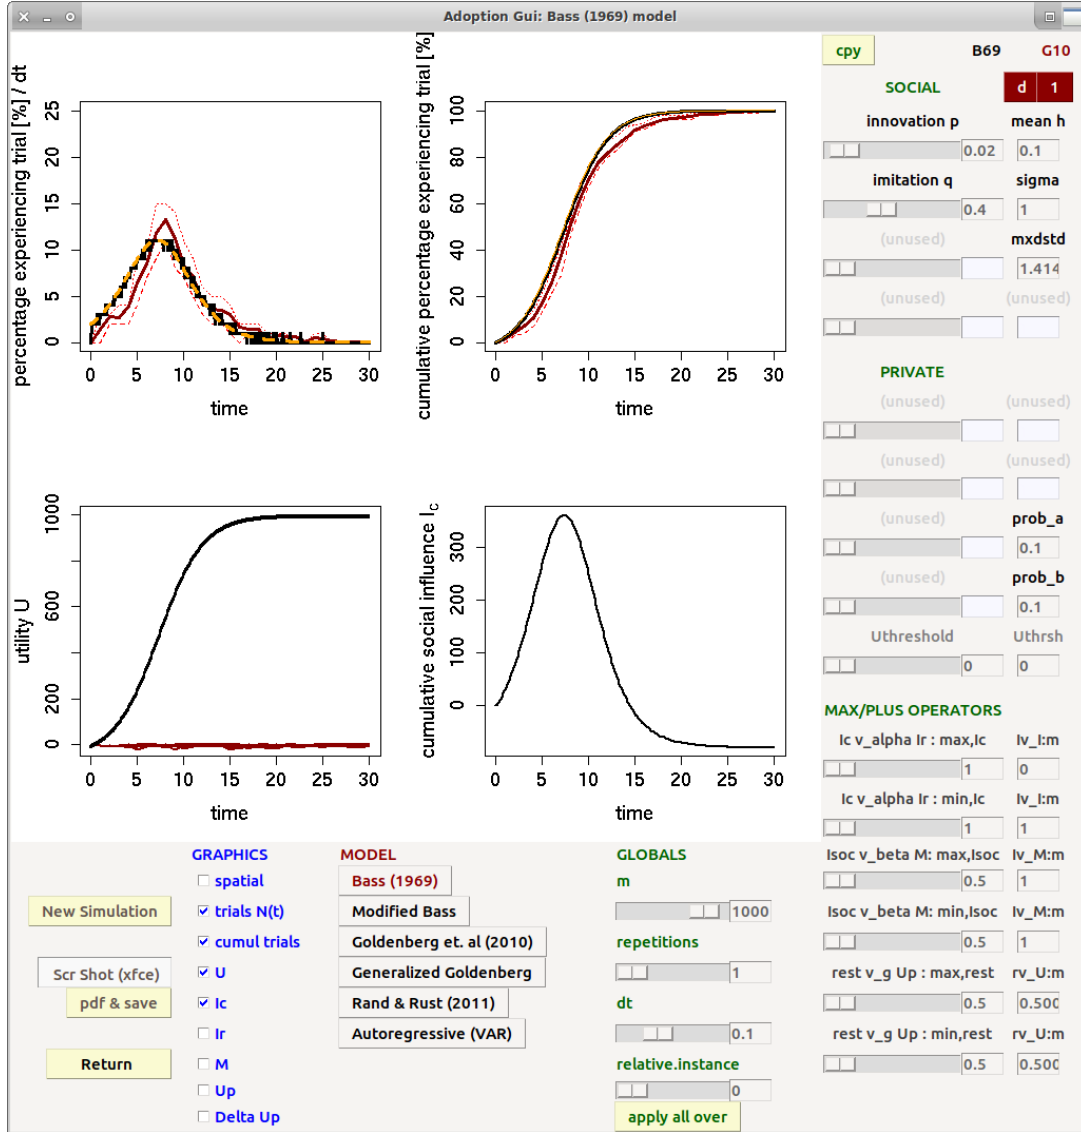 Adoption Gui: Bass (1969) model
percentage experiencing trial [%] / dt
25
20
15
10
5
0
0 5 10 15 20 25 30
time
cumulative percentage experiencing trial [%]
100
80
60
40
20
0
0 5 10 15 20 25 30
time
utility U
1000
600
200
0
0 5 10 15 20 25 30
time
cumulative social influence Ic
300
200
100
0
0 5 10 15 20 25 30
time
cpy B69 G10
SOCIAL d 1
innovation p mean h
0.02 0.1
imitation q sigma
0.4 1
(unused) mxdstd
1.414
(unused) (unused)
PRIVATE
(unused) (unused)
(unused) (unused)
(unused) prob_a
0.1
(unused) prob_b
0.1
Uthreshold Uthrsh
0 0
MAX/PLUS OPERATORS
Ic v_alpha Ir : max,Ic Iv_I:m
1 0
Ic v_alpha Ir : min,Ic Iv_I:m
1 1
Isoc v_beta M: max,Isoc Iv_M:m
0.5 1
Isoc v_beta M: min,Isoc Iv_M:m
0.5 1
rest v_g Up : max,rest rv_U:m
0.5 0.500
rest v_g Up : min,rest rv_U:m
0.5 0.500
New Simulation
Scr Shot (xfce)
pdf & save
Return
GRAPHICS
spatial
trials N(t)
cumul trials
U
Ic
Ir
M
Up
Delta Up
MODEL
Bass (1969)
Modified Bass
Goldenberg et. al (2010)
Generalized Goldenberg
Rand & Rust (2011)
Autoregressive (VAR)
GLOBALS
m
1000
repetitions
1
dt
0.1
relative.instance
0
apply all over